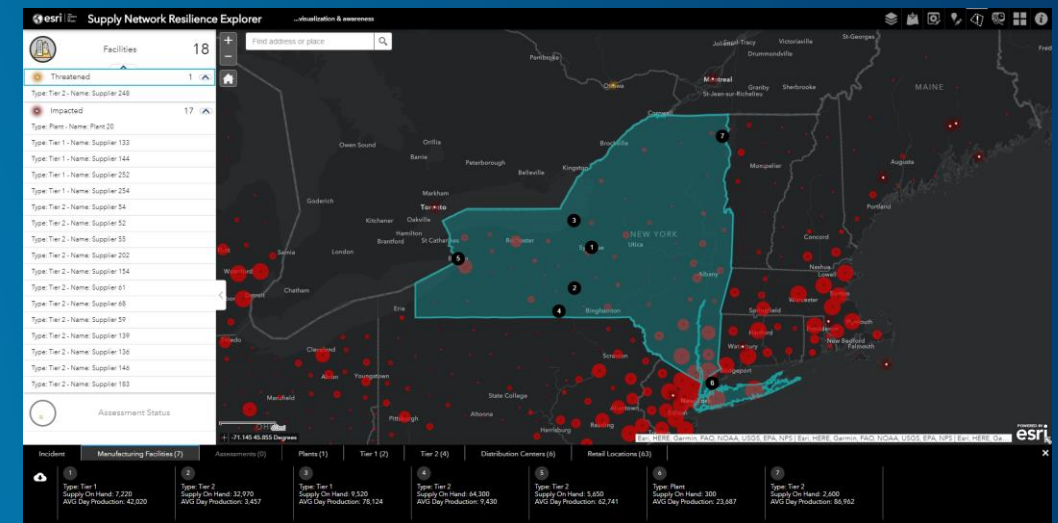 esri
Supply Network Resilience Explorer
...visualization & awareness
Facilities 18
Threatened 1
Type: Tier 2 - Name: Supplier 248
Impacted 17
Type: Plant - Name: Plant 20
Type: Tier 1 - Name: Supplier 133
Type: Tier 1 - Name: Supplier 144
Type: Tier 1 - Name: Supplier 252
Type: Tier 1 - Name: Supplier 254
Type: Tier 2 - Name: Supplier 54
Type: Tier 2 - Name: Supplier 52
Type: Tier 2 - Name: Supplier 55
Type: Tier 2 - Name: Supplier 202
Type: Tier 2 - Name: Supplier 154
Type: Tier 2 - Name: Supplier 61
Type: Tier 2 - Name: Supplier 68
Type: Tier 2 - Name: Supplier 59
Type: Tier 2 - Name: Supplier 139
Type: Tier 2 - Name: Supplier 136
Type: Tier 2 - Name: Supplier 146
Type: Tier 2 - Name: Supplier 183
Assessment Status
Find address or place
Pembroke
Victoriaville
St-Georges
Drummondville
Montreal
Granby
Sherbrooke
St-Jean-sur-Richelieu
MAINE
Cornwall
Owen Sound
Orillia
Barrie
Brockville
Peterborough
Kingston
Belleville
Montpelier
Augusta
Markham
Toronto
Goderich
Kitchener
Oakville
Hamilton
Brantford
St Catharines
Portland
Sarnia
London
NEW YORK
Utica
Concord
Albany
Nashua
Lowell
Chatham
Erie
Binghamton
Springfield
Worcester
Hartford
Providence
Plymouth
New Bedford
Falmouth
Waterbury
Bridgeport
Cleveland
Scranton
Akron
Youngstown
Mansfield
State College
Altoona
Pittsburgh
Allentown
Reading
Harrisburg
1
2
3
4
5
6
7
-71.145 45.855 Degrees
Esri, HERE, Garmin, FAO, NOAA, USGS, EPA, NPS | Esri, HERE, Garmin, FAO, NOAA, USGS, EPA, NPS | Esri, HERE, Ga...
POWERED BY
esri
Incident
Manufacturing Facilities (7)
Assessments (0)
Plants (1)
Tier 1 (2)
Tier 2 (4)
Distribution Centers (6)
Retail Locations (63)
1
Type: Tier 1
Supply On Hand: 7,220
AVG Day Production: 42,020
2
Type: Tier 2
Supply On Hand: 32,970
AVG Day Production: 3,457
3
Type: Tier 1
Supply On Hand: 9,520
AVG Day Production: 78,124
4
Type: Tier 2
Supply On Hand: 64,300
AVG Day Production: 9,430
5
Type: Tier 2
Supply On Hand: 5,650
AVG Day Production: 62,741
6
Type: Plant
Supply On Hand: 300
AVG Day Production: 23,687
7
Type: Tier 2
Supply On Hand: 2,600
AVG Day Production: 86,962